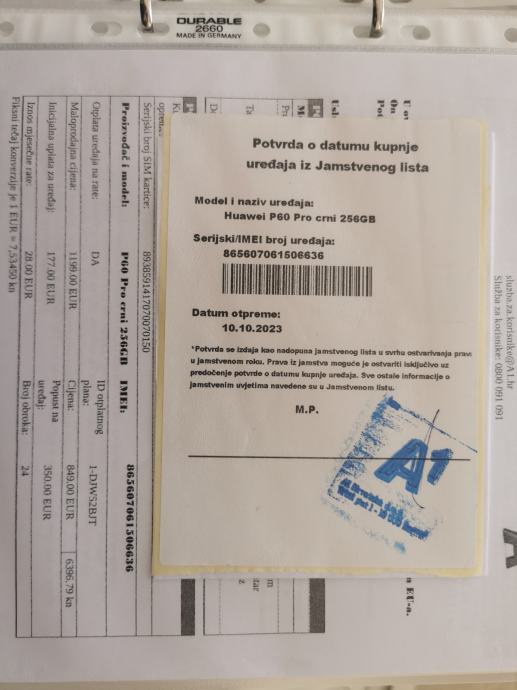 DURABLE
2660
MADE IN GERMANY
Potvrda o datumu kupnje
uređaja iz Jamstvenog lista
Model i naziv uređaja:
Huawei P60 Pro crni 256GB
Serijski/IMEI broj uređaja:
865607061506636
Datum otpreme:
10.10.2023
*Potvrda se izdaja kao nadopuna jamstvenog lista u svrhu ostvarivanja prava
u jamstvenom roku. Prava iz jamstva moguće je ostvariti isključivo uz
predočenje potvrde o datumu kupnje uređaja. Sve ostale informacije o
jamstvenim uvjetima navedene su u Jamstvenom listu.
M.P.
A1
sluzba.za.korisnike@A1.hr
Služba za korisnike: 0800 091 091
Serijski broj SIM kartice: 8938591417070070150
Proizvođač i model: P60 Pro crni 256GB IMEI: 865607061506636
Otplata uređaja na rate: DA ID otplatnog plana: 1-DJW52BJT
Maloprodajna cijena: 1199.00 EUR Cijena: 849.00 EUR 6396.79 kn
Inicijalna uplata za uređaj: 177.00 EUR Popust na uređaj: 350.00 EUR
Iznos mjesečne rate: 28.00 EUR Broj obroka: 24
Fiksni tečaj konverzije je 1 EUR = 7,53450 kn